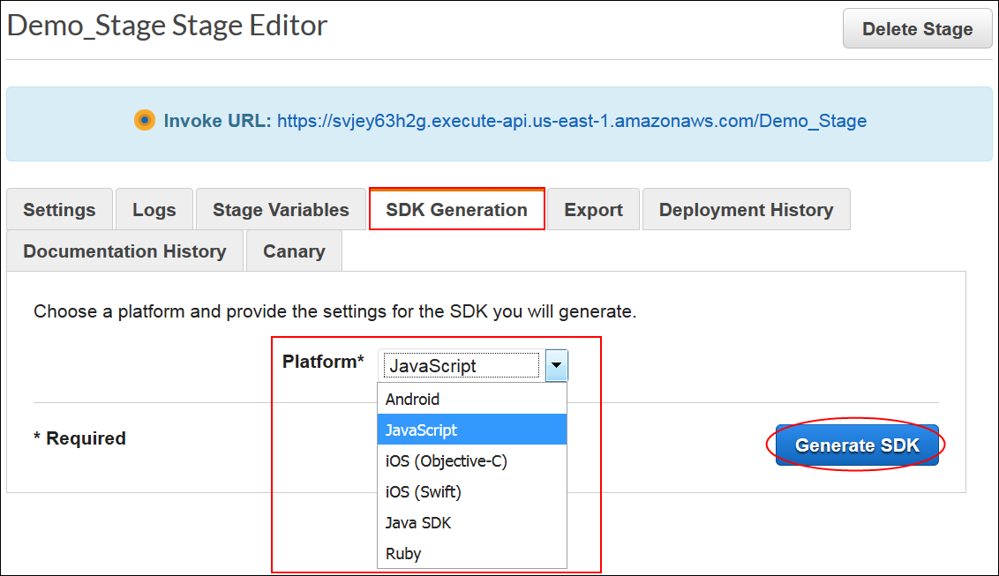 Demo_Stage Stage Editor
Delete Stage
Invoke URL: https://svjey63h2g.execute-api.us-east-1.amazonaws.com/Demo_Stage
Settings
Logs
Stage Variables
SDK Generation
Export
Deployment History
Documentation History
Canary
Choose a platform and provide the settings for the SDK you will generate.
Platform*
JavaScript
Android
JavaScript
iOS (Objective-C)
iOS (Swift)
Java SDK
Ruby
* Required
Generate SDK